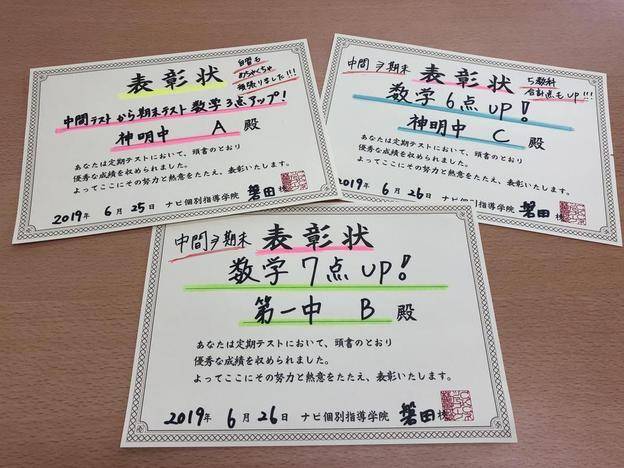 表彰状
自習も
めちゃくちゃ
頑張りました!!!
中間テストから期末テスト数学3点アップ!
神明中 A 殿
あなたは定期テストにおいて、頭書のとおり
優秀な成績を収められました。
よってここにその努力と熱意をたたえ、表彰いたします。
2019年 6月25日 ナビ個別指導学院 磐田校
中間⇒期末 表彰状
5教科
合計点もUP!!!
数学6点UP!
神明中 C 殿
あなたは定期テストにおいて、頭書のとおり
優秀な成績を収められました。
よってここにその努力と熱意をたたえ、表彰いたします。
2019年 6月26日 ナビ個別指導学院 磐田校
中間⇒期末 表彰状
数学7点UP!
第一中 B 殿
あなたは定期テストにおいて、頭書のとおり
優秀な成績を収められました。
よってここにその努力と熱意をたたえ、表彰いたします。
2019年 6月26日 ナビ個別指導学院 磐田校